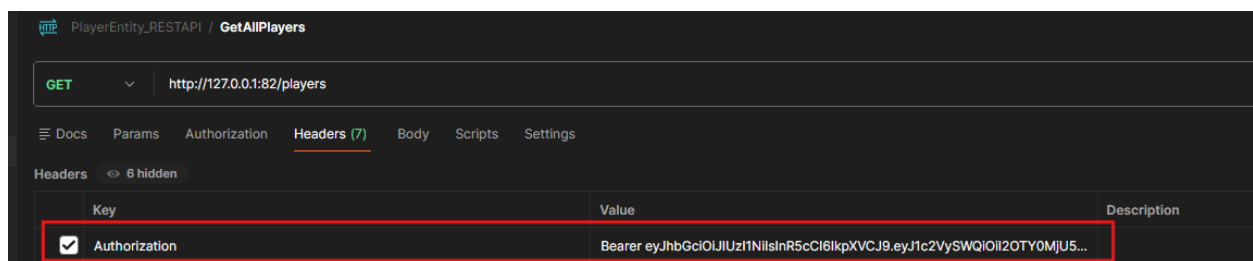 HTTP PlayerEntity_RESTAPI / GetAllPlayers
GET http://127.0.0.1:82/players
Docs Params Authorization Headers (7) Body Scripts Settings
Headers 6 hidden
Key Value Description
Authorization Bearer eyJhbGciOiJIUzI1NiIsInR5cCI6IkpXVCJ9.eyJ1c2VySWQiOiI2OTY0MjU5...